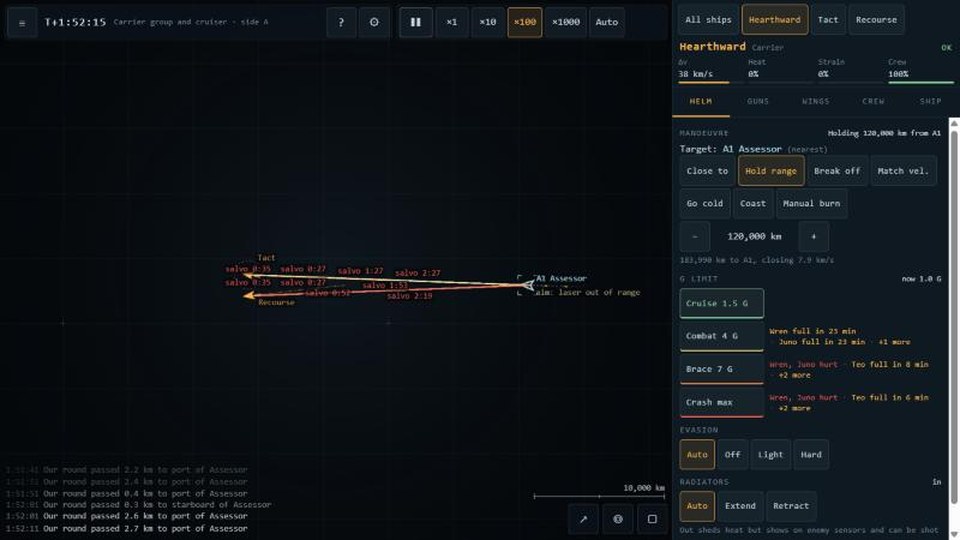 ≡ T+1:52:15 Carrier group and cruiser · side A ? ×1 ×10 ×100 ×1000 Auto
All ships Hearthward Tact Recourse
Hearthward Carrier OK
Δv Heat Strain Crew
38 km/s 0% 0% 100%
HELM GUNS WINGS CREW SHIP
MANOEUVRE Holding 120,000 km from A1
Target: A1 Assessor (nearest)
Close to Hold range Break off Match vel.
Go cold Coast Manual burn
− 120,000 km +
183,990 km to A1, closing 7.9 km/s
G LIMIT now 1.0 G
Cruise 1.5 G
Combat 4 G Wren full in 23 min
· Juno full in 23 min · +1 more
Brace 7 G Wren, Juno hurt · Teo full in 8 min
· +2 more
Crash max Wren, Juno hurt · Teo full in 6 min
· +2 more
EVASION
Auto Off Light Hard
RADIATORS in
Auto Extend Retract
Out sheds heat but shows on enemy sensors and can be shot
Tact
salvo 0:35 salvo 0:27 salvo 1:27 salvo 2:27
A1 Assessor
salvo 0:35 salvo 0:27 salvo 0:52 salvo 2:19
laser out of range
Recourse
Our round passed 2.2 km to port of Assessor
Our round passed 2.4 km to port of Assessor
1:51:51 Our round passed 0.4 km to port of Assessor
1:52:01 Our round passed 0.3 km to starboard of Assessor
1:52:01 Our round passed 2.6 km to port of Assessor
1:52:11 Our round passed 2.7 km to port of Assessor
10,000 km